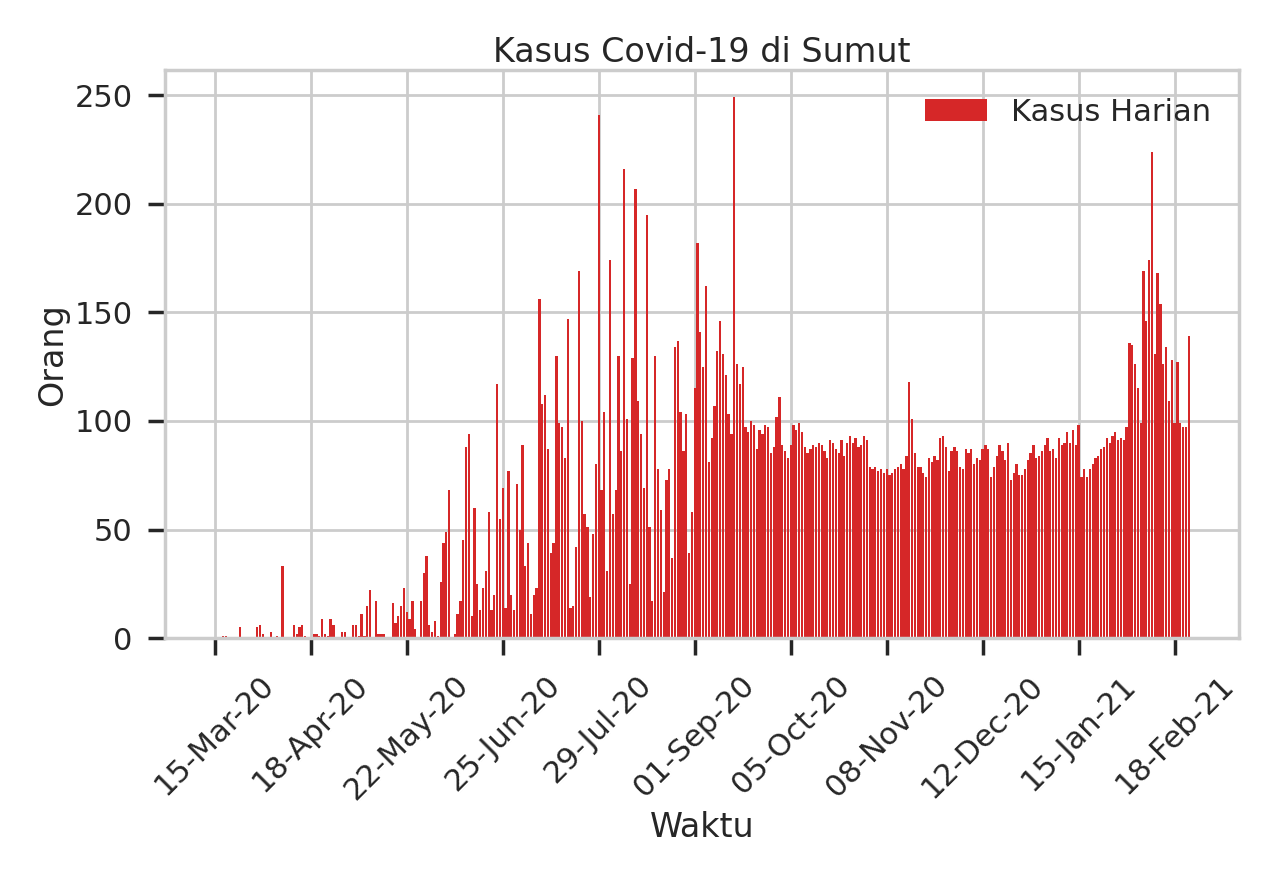 Kasus Covid-19 di Sumut
Kasus Harian
Orang
250
200
150
100
50
0
15-Mar-20
18-Apr-20
22-May-20
25-Jun-20
29-Jul-20
01-Sep-20
05-Oct-20
08-Nov-20
12-Dec-20
15-Jan-21
18-Feb-21
Waktu